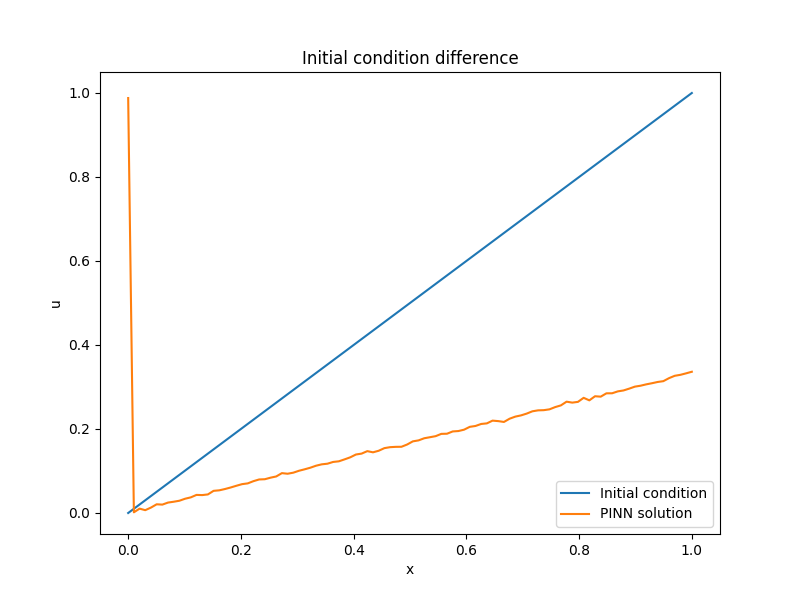 Initial condition difference
u
1.0
0.8
0.6
0.4
0.2
0.0
0.0 0.2 0.4 0.6 0.8 1.0
x
Initial condition
PINN solution